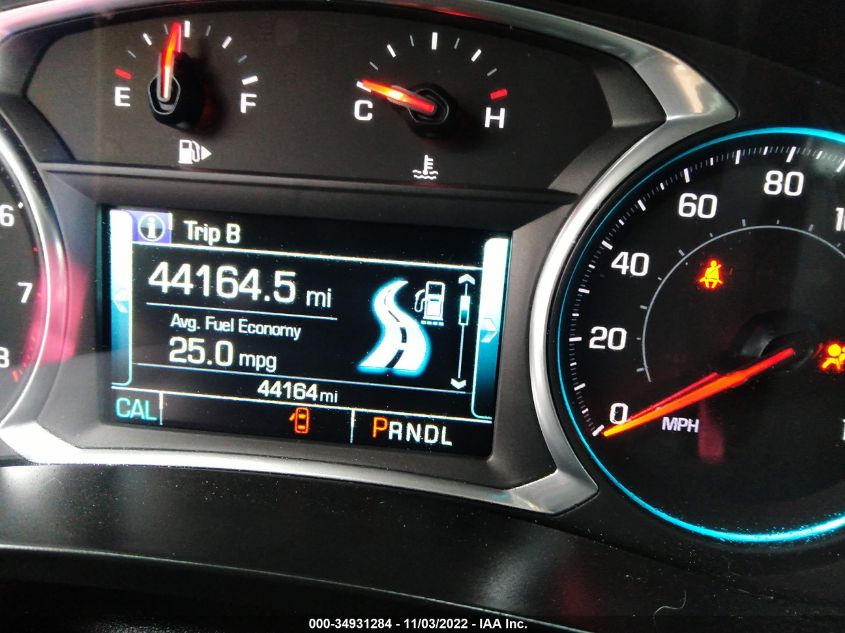 E F
C H
Trip B
44164.5 mi
Avg. Fuel Economy
25.0 mpg
44164 mi
CAL
PRNDL
6
7
8
0
20
40
60
80
MPH
000-34931284 - 11/03/2022 - IAA Inc.